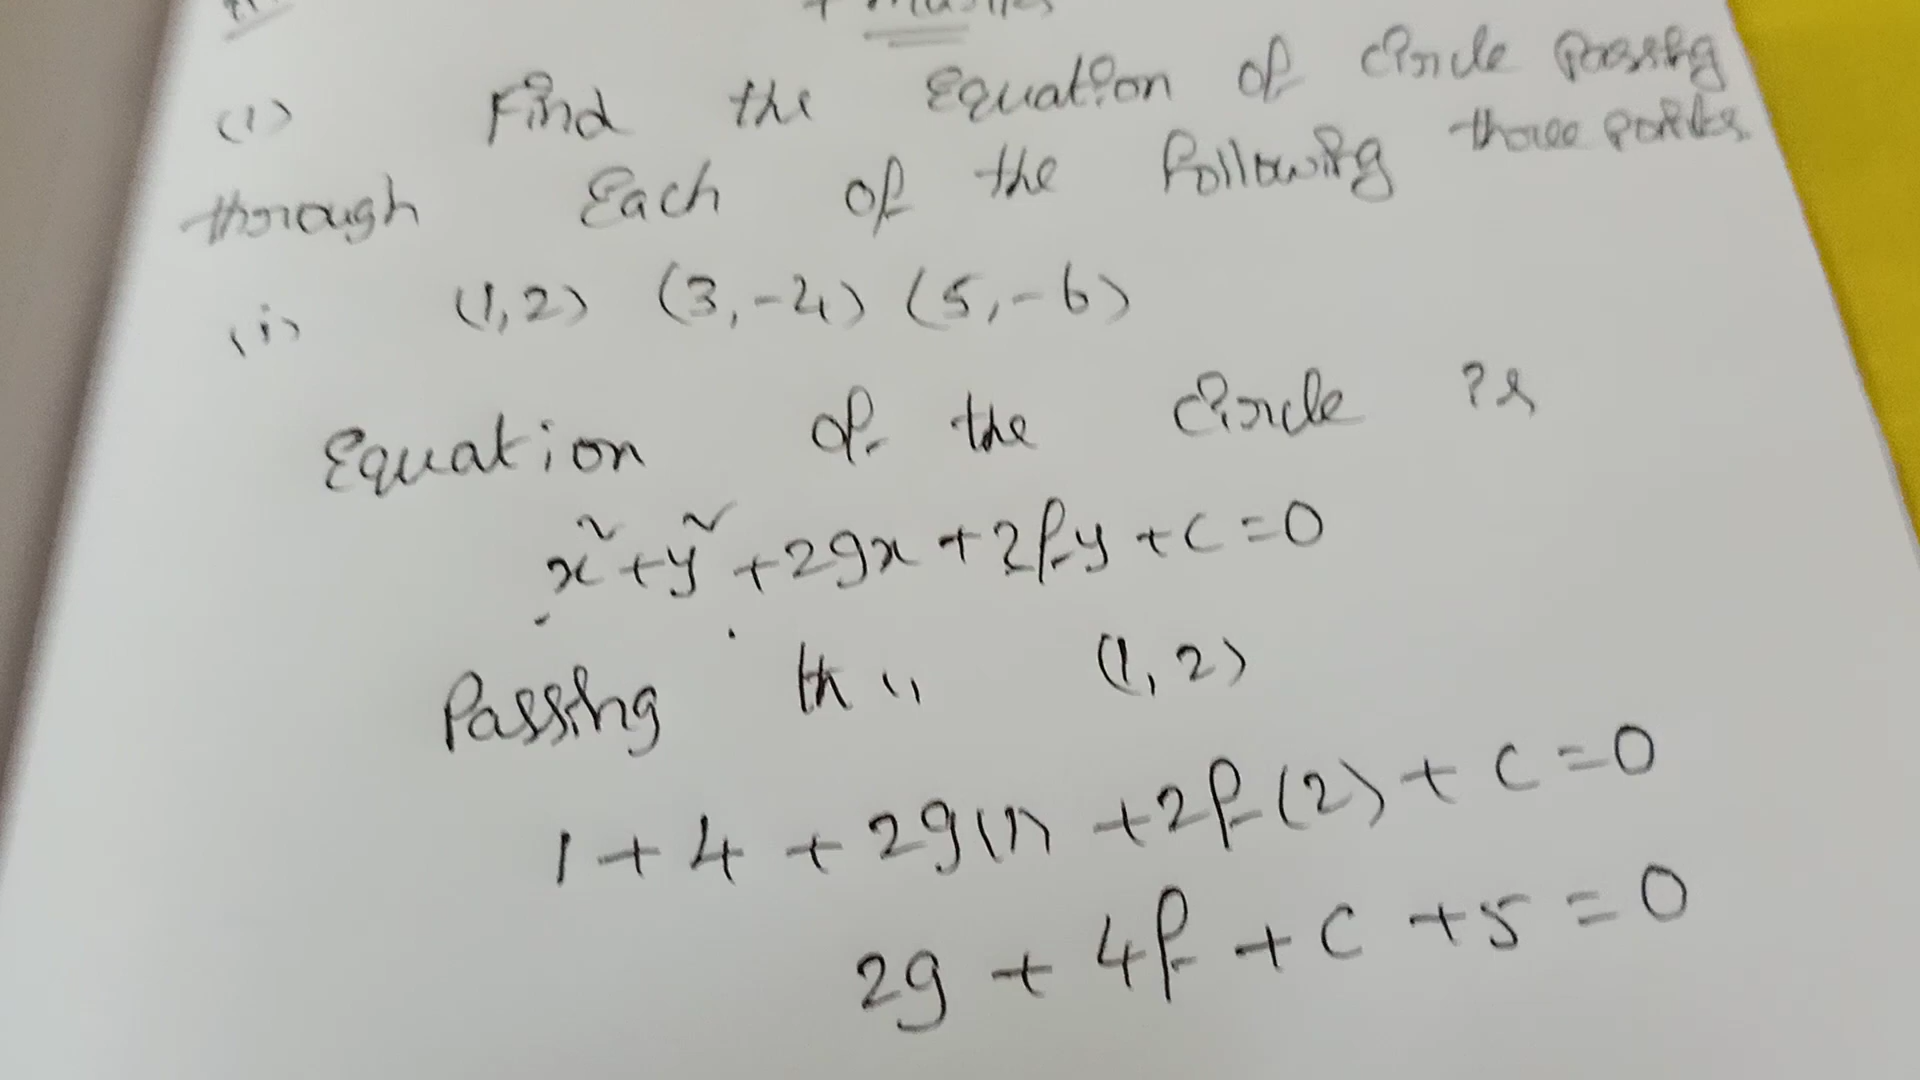 (1) Find the Equation of Circle Passing
through Each of the following three points.
(i) (1,2) (3,-4) (5,-6)
Equation of the Circle is
x²+y²+2gx+2fy+c=0
Passing th (1,2)
1+4+2g(1)+2f(2)+c=0
2g+4f+c+5=0